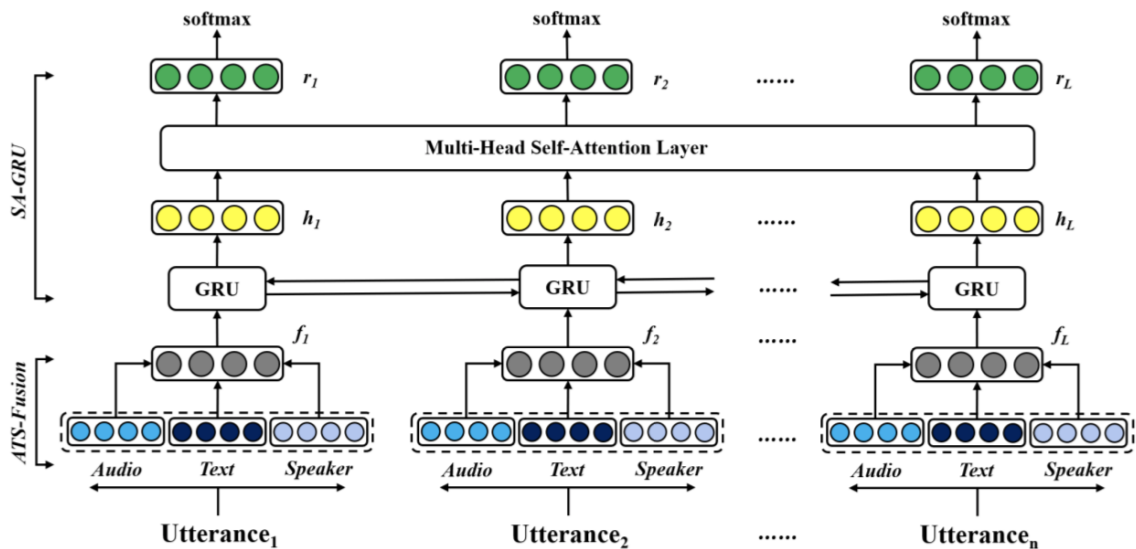 softmax softmax softmax
r1 r2 ...... rL
Multi-Head Self-Attention Layer
SA-GRU
h1 h2 ...... hL
GRU GRU ...... GRU
f1 f2 ...... fL
ATS-Fusion
......
Audio Text Speaker Audio Text Speaker Audio Text Speaker
Utterance1 Utterance2 ...... Utterancen